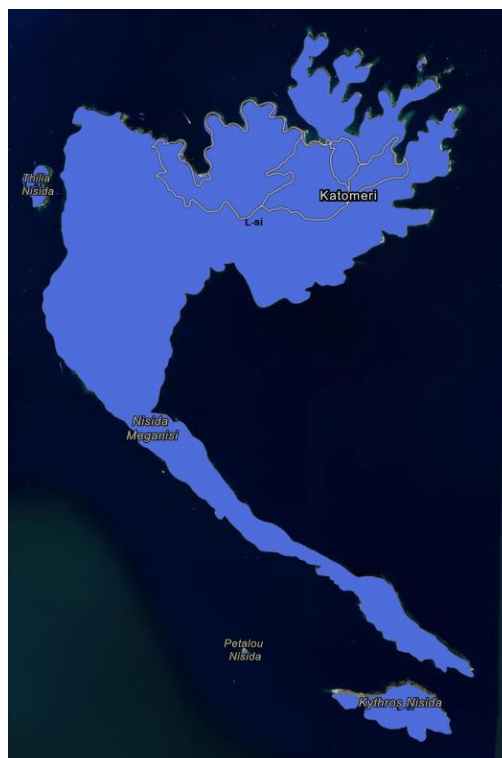 Thilia
Nisida
Katomeri
L-si
Nisida
Meganisi
Petalou
Nisida
Kythros Nisida